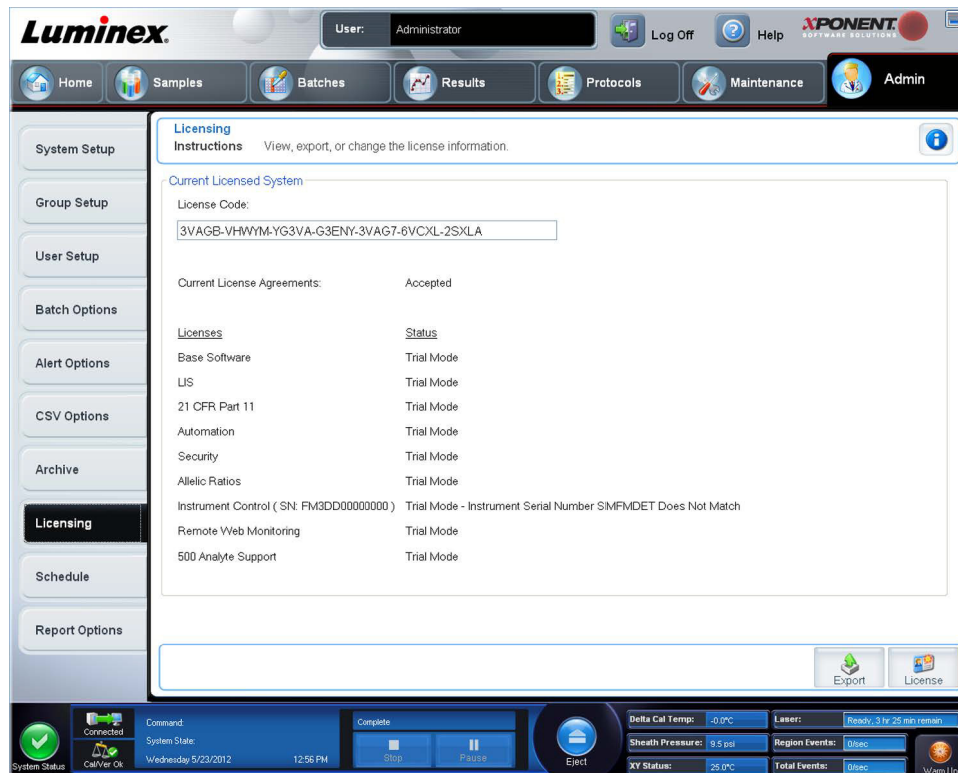 Luminex.
User: Administrator
Log Off
Help
XPONENT
SOFTWARE SOLUTIONS
Home
Samples
Batches
Results
Protocols
Maintenance
Admin
System Setup
Group Setup
User Setup
Batch Options
Alert Options
CSV Options
Archive
Licensing
Schedule
Report Options
Licensing
Instructions View, export, or change the license information.
Current Licensed System
License Code:
3VAGB-VHWYM-YG3VA-G3ENY-3VAG7-6VCXL-2SXLA
Current License Agreements: Accepted
Licenses Status
Base Software Trial Mode
LIS Trial Mode
21 CFR Part 11 Trial Mode
Automation Trial Mode
Security Trial Mode
Allelic Ratios Trial Mode
Instrument Control ( SN: FM3DD00000000 ) Trial Mode - Instrument Serial Number SIMFMDET Does Not Match
Remote Web Monitoring Trial Mode
500 Analyte Support Trial Mode
Export
License
System Status
Connected
Cal/Ver Ok
Command:
System State:
Wednesday 5/23/2012 12:56 PM
Complete
Stop
Pause
Eject
Delta Cal Temp: -0.0°C
Sheath Pressure: 9.5 psi
XY Status: 25.0°C
Laser: Ready, 3 hr 25 min remain
Region Events: 0/sec
Total Events: 0/sec
Warm Up